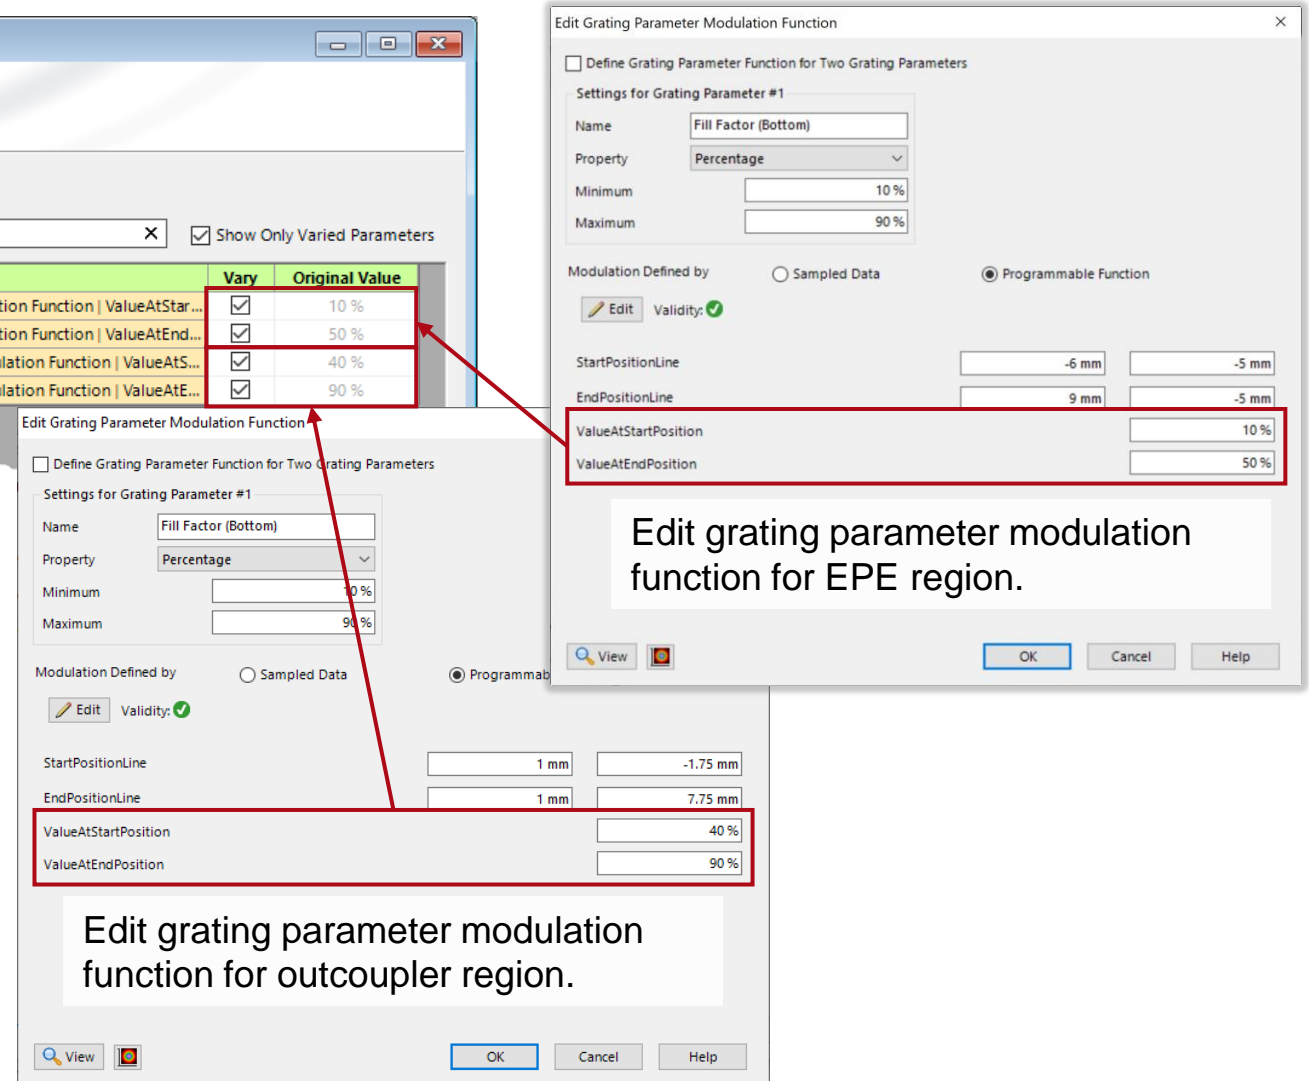 Show Only Varied Parameters
Vary Original Value
tion Function | ValueAtStar... 10 %
tion Function | ValueAtEnd... 50 %
ulation Function | ValueAtS... 40 %
ulation Function | ValueAtE... 90 %
Edit Grating Parameter Modulation Function
Define Grating Parameter Function for Two Grating Parameters
Settings for Grating Parameter #1
Name Fill Factor (Bottom)
Property Percentage
Minimum 10 %
Maximum 90 %
Modulation Defined by Sampled Data Programmable Function
Edit Validity:
StartPositionLine -6 mm -5 mm
EndPositionLine 9 mm -5 mm
ValueAtStartPosition 10 %
ValueAtEndPosition 50 %
Edit grating parameter modulation
function for EPE region.
View OK Cancel Help
Edit Grating Parameter Modulation Function
Define Grating Parameter Function for Two Grating Parameters
Settings for Grating Parameter #1
Name Fill Factor (Bottom)
Property Percentage
Minimum 10 %
Maximum 90 %
Modulation Defined by Sampled Data Programmab
Edit Validity:
StartPositionLine 1 mm -1.75 mm
EndPositionLine 1 mm 7.75 mm
ValueAtStartPosition 40 %
ValueAtEndPosition 90 %
Edit grating parameter modulation
function for outcoupler region.
View OK Cancel Help